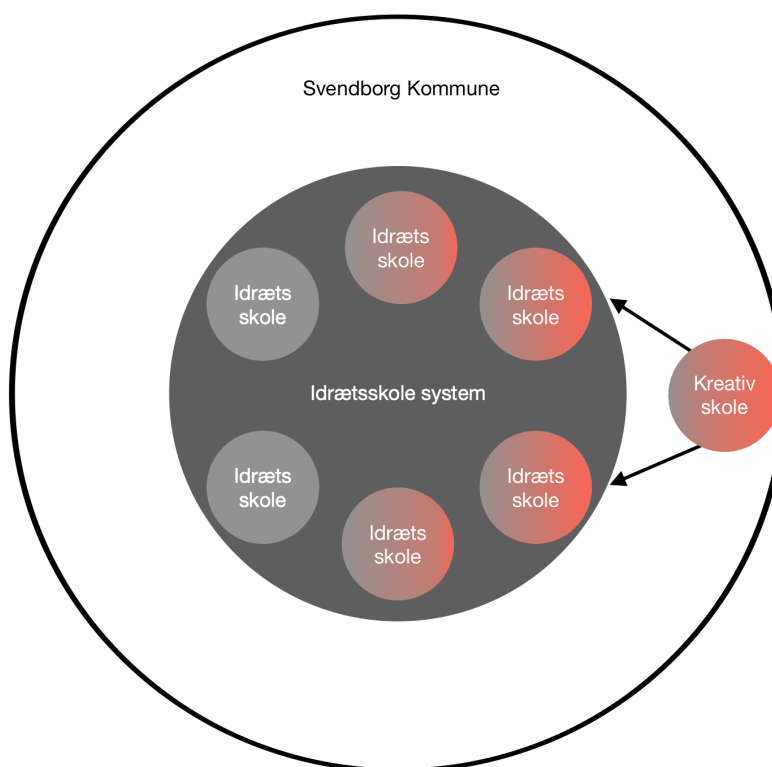 Svendborg Kommune
Idræts
skole
Idræts
skole
Idræts
skole
Kreativ
skole
Idrætsskole system
Idræts
skole
Idræts
skole
Idræts
skole